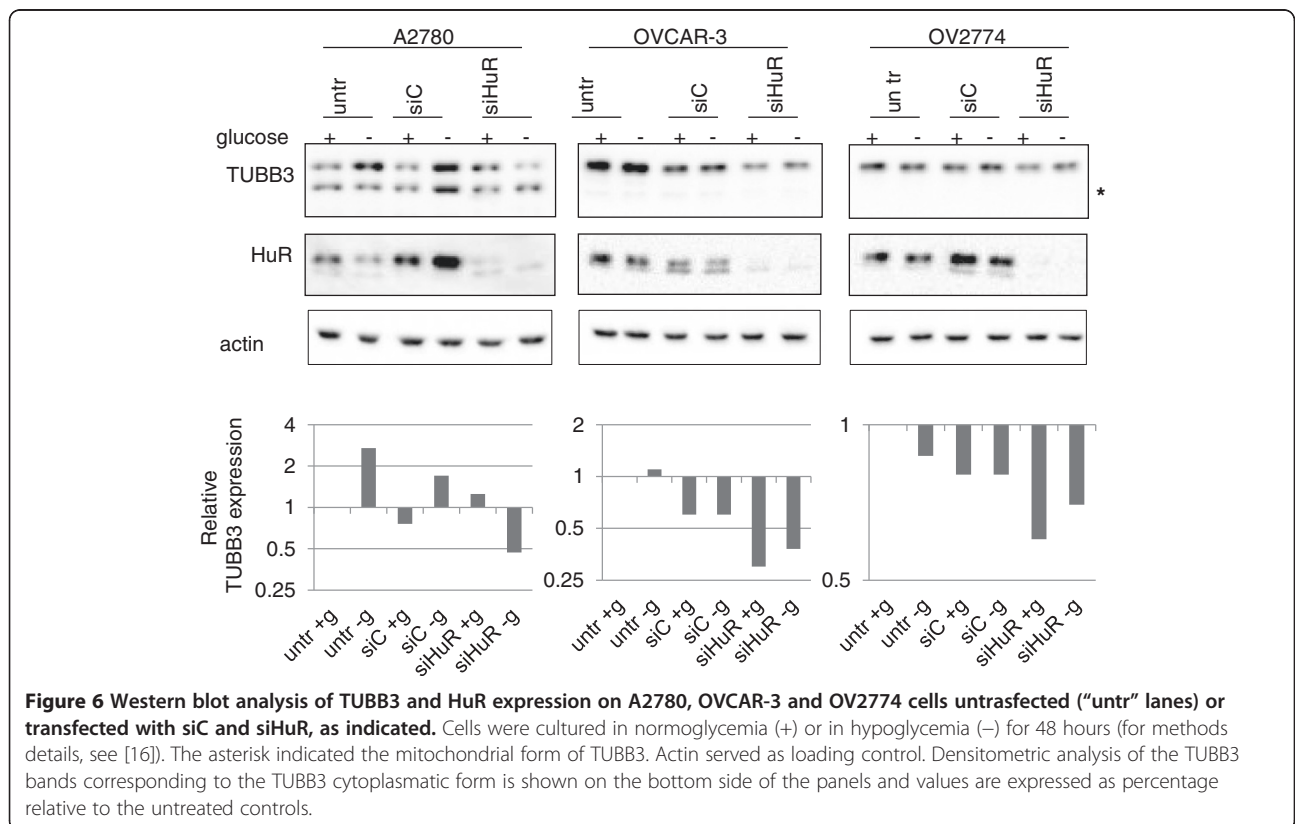 A2780 OVCAR-3 OV2774
untr siC siHuR untr siC siHuR un tr siC siHuR
glucose + - + - + - + - + - + - + - + - + -
TUBB3
*
HuR
actin
Relative
TUBB3 expression
4
2
1
0.5
0.25
untr +g
untr -g
siC +g
siC -g
siHuR +g
siHuR -g
2
1
0.5
0.25
untr +g
untr -g
siC +g
siC -g
siHuR +g
siHuR -g
1
0.5
untr +g
untr -g
siC +g
siC -g
siHuR +g
siHuR -g
Figure 6 Western blot analysis of TUBB3 and HuR expression on A2780, OVCAR-3 and OV2774 cells untrasfected (“untr” lanes) or
transfected with siC and siHuR, as indicated. Cells were cultured in normoglycemia (+) or in hypoglycemia (−) for 48 hours (for methods
details, see [16]). The asterisk indicated the mitochondrial form of TUBB3. Actin served as loading control. Densitometric analysis of the TUBB3
bands corresponding to the TUBB3 cytoplasmatic form is shown on the bottom side of the panels and values are expressed as percentage
relative to the untreated controls.